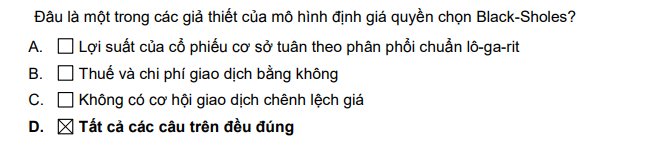 Đâu là một trong các giả thiết của mô hình định giá quyền chọn Black-Sholes?
A. ☐ Lợi suất của cổ phiếu cơ sở tuân theo phân phối chuẩn lô-ga-rit
B. ☐ Thuế và chi phí giao dịch bằng không
C. ☐ Không có cơ hội giao dịch chênh lệch giá
D. ☒ Tất cả các câu trên đều đúng